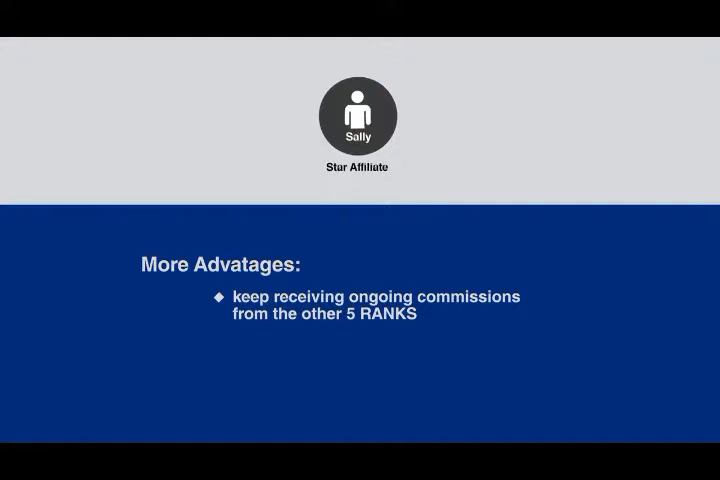 Sally
Star Affiliate
More Advatages:
◆ keep receiving ongoing commissions
from the other 5 RANKS